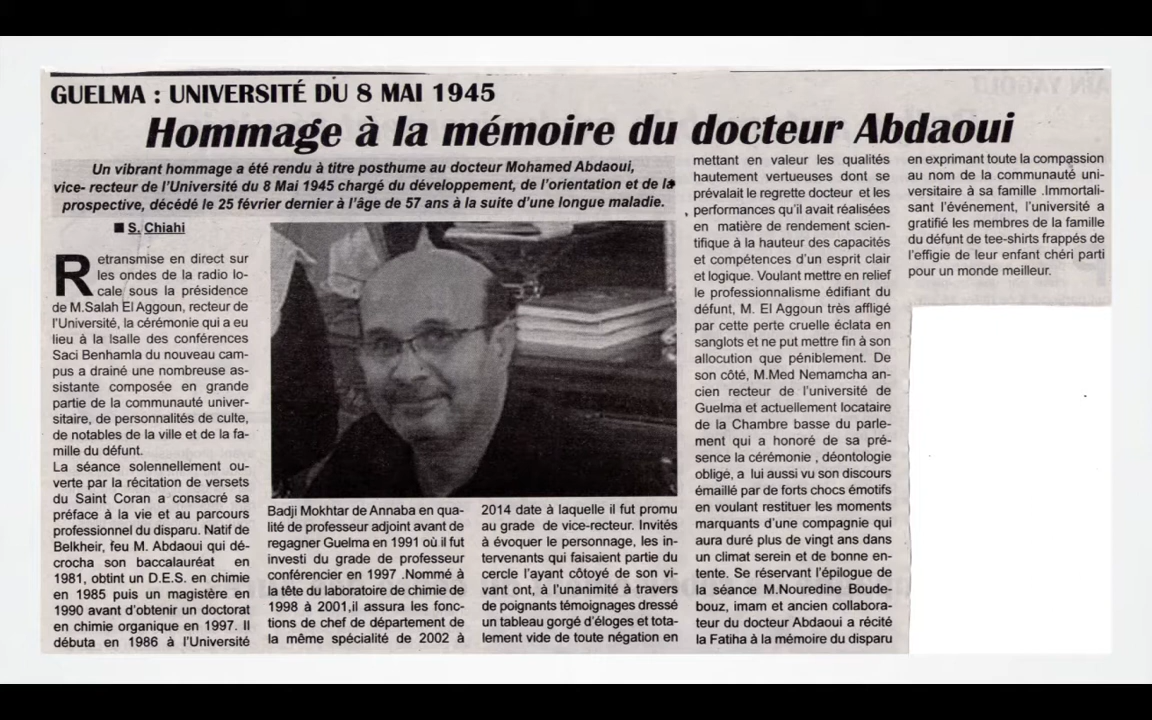 GUELMA : UNIVERSITÉ DU 8 MAI 1945
Hommage à la mémoire du docteur Abdaoui
Un vibrant hommage a été rendu à titre posthume au docteur Mohamed Abdaoui,
vice- recteur de l'Université du 8 Mai 1945 chargé du développement, de l'orientation et de la
prospective, décédé le 25 février dernier à l'âge de 57 ans à la suite d'une longue maladie.
■ S. Chiahi
Retransmise en direct sur
les ondes de la radio lo-
cale sous la présidence
de M.Salah El Aggoun, recteur de
l'Université, la cérémonie qui a eu
lieu à la lsalle des conférences
Saci Benhamla du nouveau cam-
pus a drainé une nombreuse as-
sistante composée en grande
partie de la communauté univer-
sitaire, de personnalités de culte,
de notables de la ville et de la fa-
mille du défunt.
La séance solennellement ou-
verte par la récitation de versets
du Saint Coran a consacré sa
préface à la vie et au parcours
professionnel du disparu. Natif de
Belkheir, feu M. Abdaoui qui dé-
crocha son baccalauréat en
1981, obtint un D.E.S. en chimie
en 1985 puis un magistère en
1990 avant d'obtenir un doctorat
en chimie organique en 1997. Il
débuta en 1986 à l'Université
Badji Mokhtar de Annaba en qua-
lité de professeur adjoint avant de
regagner Guelma en 1991 où il fut
investi du grade de professeur
conférencier en 1997 .Nommé à
la tête du laboratoire de chimie de
1998 à 2001,il assura les fonc-
tions de chef de département de
la même spécialité de 2002 à
2014 date à laquelle il fut promu
au grade de vice-recteur. Invités
à évoquer le personnage, les in-
tervenants qui faisaient partie du
cercle l'ayant côtoyé de son vi-
vant ont, à l'unanimité à travers
de poignants témoignages dressé
un tableau gorgé d'éloges et tota-
lement vide de toute négation en
mettant en valeur les qualités
hautement vertueuses dont se
prévalait le regrette docteur et les
performances qu'il avait réalisées
en matière de rendement scien-
tifique à la hauteur des capacités
et compétences d'un esprit clair
et logique. Voulant mettre en relief
le professionnalisme édifiant du
défunt, M. El Aggoun très affligé
par cette perte cruelle éclata en
sanglots et ne put mettre fin à son
allocution que péniblement. De
son côté, M.Med Nemamcha an-
cien recteur de l'université de
Guelma et actuellement locataire
de la Chambre basse du parle-
ment qui a honoré de sa pré-
sence la cérémonie , déontologie
oblige, a lui aussi vu son discours
émaillé par de forts chocs émotifs
en voulant restituer les moments
marquants d'une compagnie qui
aura duré plus de vingt ans dans
un climat serein et de bonne en-
tente. Se réservant l'épilogue de
la séance M.Nouredine Boude-
bouz, imam et ancien collabora-
teur du docteur Abdaoui a récité
la Fatiha à la mémoire du disparu
en exprimant toute la compassion
au nom de la communauté uni-
versitaire à sa famille .Immortali-
sant l'événement, l'université a
gratifié les membres de la famille
du défunt de tee-shirts frappés de
l'effigie de leur enfant chéri parti
pour un monde meilleur.